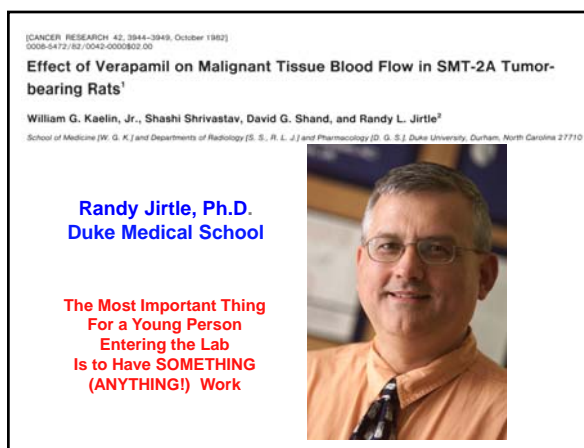 [CANCER RESEARCH 42, 3944-3949, October 1982]
0008-5472/82/0042-0000$02.00
Effect of Verapamil on Malignant Tissue Blood Flow in SMT-2A Tumor-
bearing Rats¹
William G. Kaelin, Jr., Shashi Shrivastav, David G. Shand, and Randy L. Jirtle²
School of Medicine [W. G. K.] and Departments of Radiology [S. S., R. L. J.] and Pharmacology [D. G. S.], Duke University, Durham, North Carolina 27710
Randy Jirtle, Ph.D.
Duke Medical School
The Most Important Thing
For a Young Person
Entering the Lab
Is to Have SOMETHING
(ANYTHING!) Work